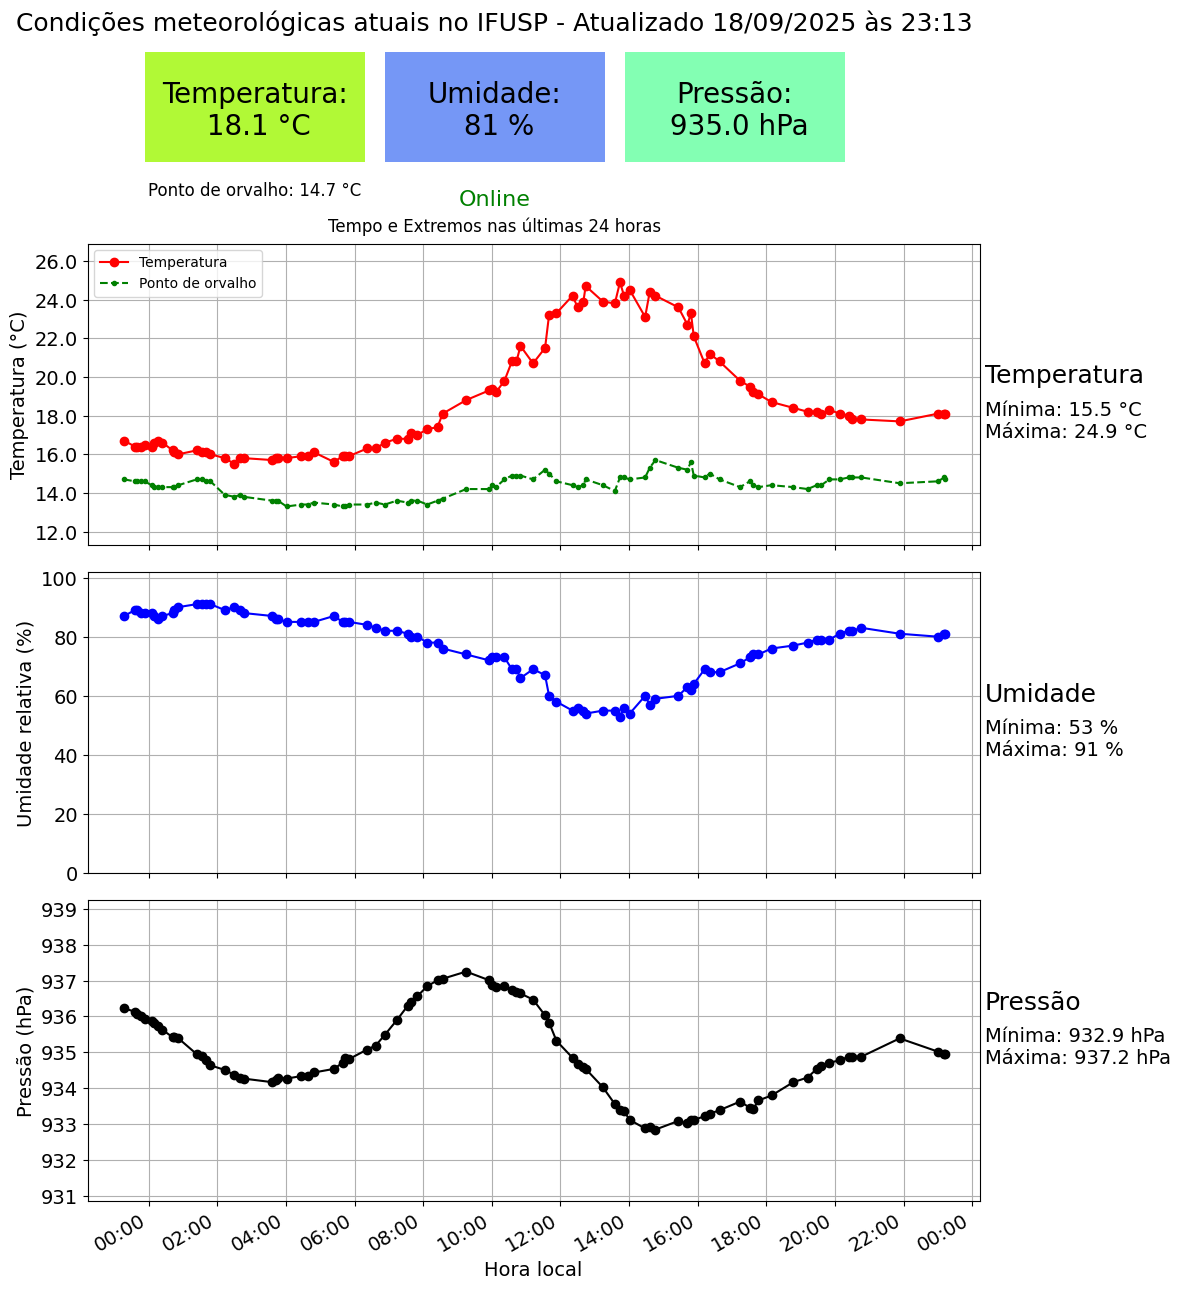 Condições meteorológicas atuais no IFUSP - Atualizado 18/09/2025 às 23:13
Temperatura:
18.1 °C
Umidade:
81 %
Pressão:
935.0 hPa
Ponto de orvalho: 14.7 °C
Online
Tempo e Extremos nas últimas 24 horas
Temperatura (°C)
26.0
24.0
22.0
20.0
18.0
16.0
14.0
12.0
Temperatura
Ponto de orvalho
Temperatura
Mínima: 15.5 °C
Máxima: 24.9 °C
Umidade relativa (%)
100
80
60
40
20
0
Umidade
Mínima: 53 %
Máxima: 91 %
Pressão (hPa)
939
938
937
936
935
934
933
932
931
Pressão
Mínima: 932.9 hPa
Máxima: 937.2 hPa
00:00 02:00 04:00 06:00 08:00 10:00 12:00 14:00 16:00 18:00 20:00 22:00 00:00
Hora local